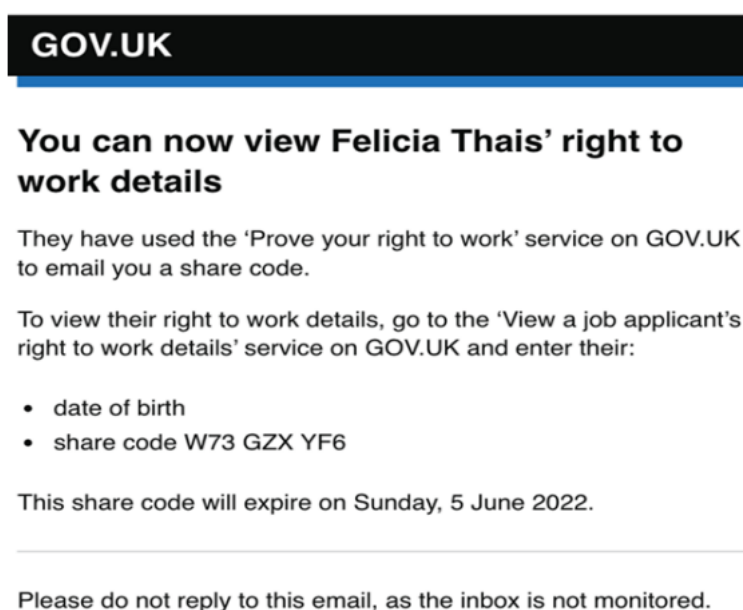 GOV.UK
You can now view Felicia Thais’ right to
work details
They have used the ‘Prove your right to work’ service on GOV.UK
to email you a share code.
To view their right to work details, go to the ‘View a job applicant’s
right to work details’ service on GOV.UK and enter their:
• date of birth
• share code W73 GZX YF6
This share code will expire on Sunday, 5 June 2022.
Please do not reply to this email, as the inbox is not monitored.